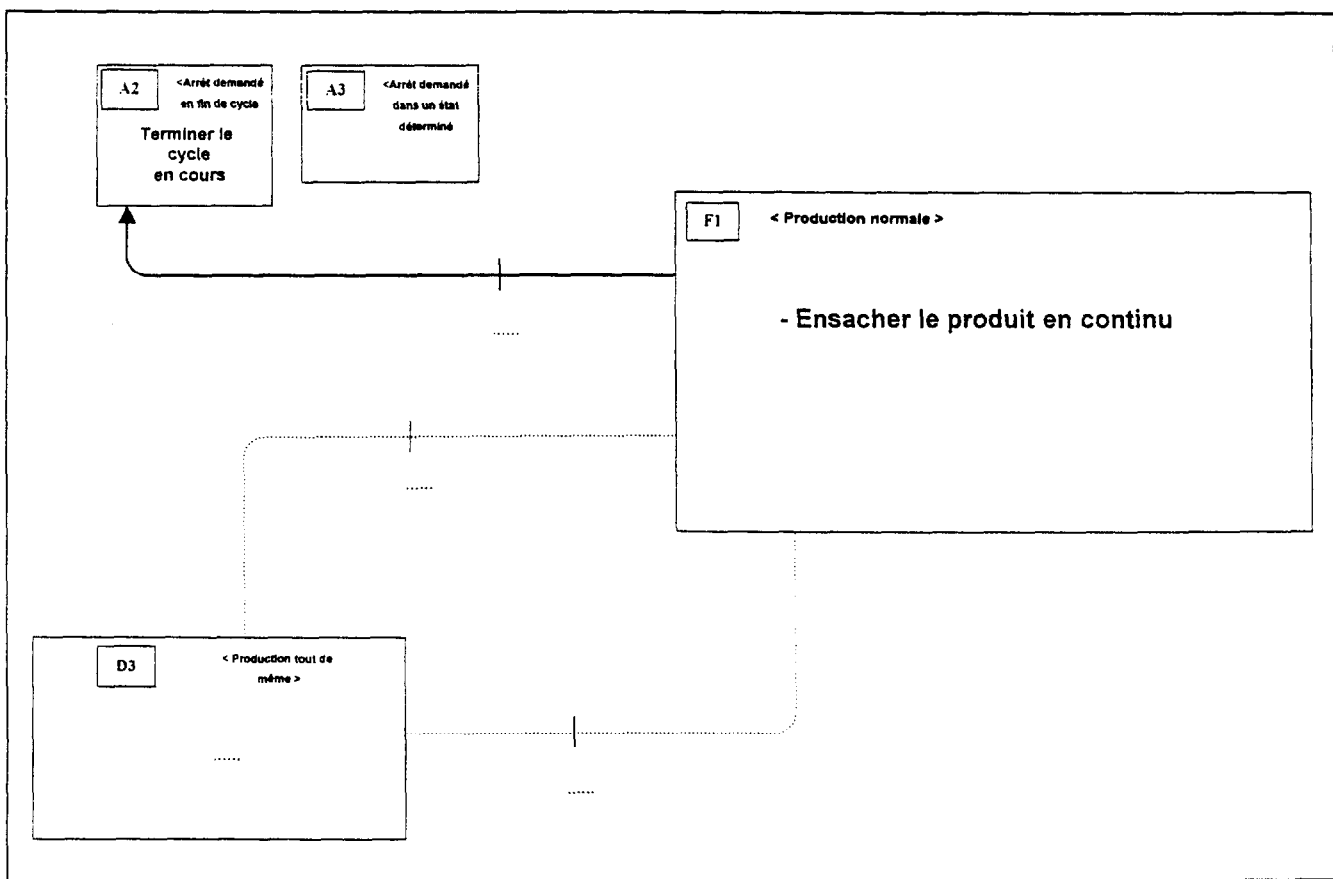 A2
<Arrêt demandé
en fin de cycle
Terminer le
cycle
en cours
A3
<Arrêt demandé
dans un état
déterminé
F1
< Production normale >
- Ensacher le produit en continu
......
......
D3
< Production tout de
même >
......
......